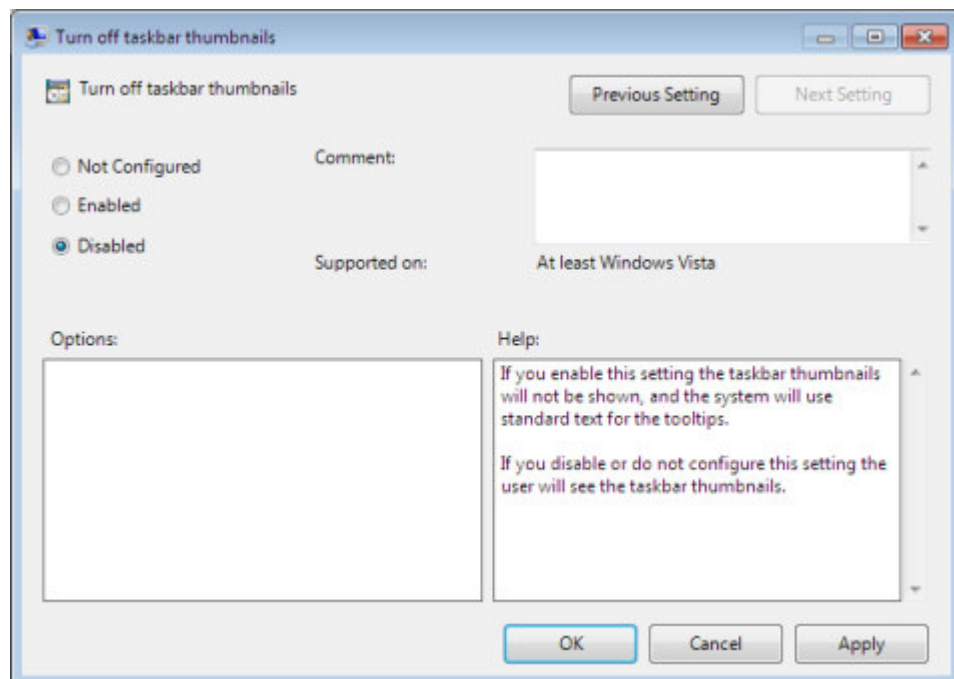 Turn off taskbar thumbnails
Turn off taskbar thumbnails
Previous Setting
Next Setting
Not Configured
Comment:
Enabled
Disabled
Supported on:
At least Windows Vista
Options:
Help:
If you enable this setting the taskbar thumbnails
will not be shown, and the system will use
standard text for the tooltips.
If you disable or do not configure this setting the
user will see the taskbar thumbnails.
OK
Cancel
Apply